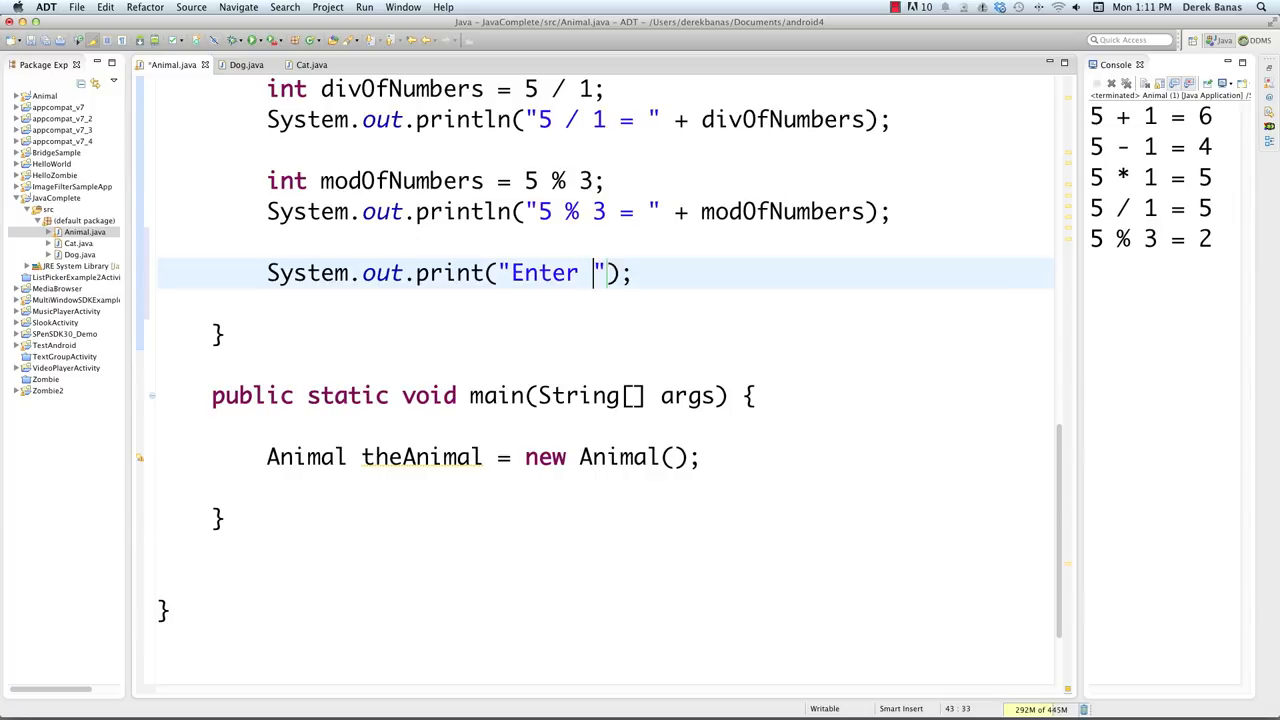 ADT File Edit Refactor Source Navigate Search Project Run Window Help 10 Mon 1:11 PM Derek Banas
Java - JavaComplete/src/Animal.java - ADT - /Users/derekbanas/Documents/android4
Quick Access Java DDMS
Package Exp
*Animal.java Dog.java Cat.java
Console
Animal
appcompat_v7
appcompat_v7_2
appcompat_v7_3
appcompat_v7_4
BridgeSample
HelloWorld
HelloZombie
ImageFilterSampleApp
JavaComplete
src
(default package)
Animal.java
Cat.java
Dog.java
JRE System Library [Ja
ListPickerExample2Activi
MediaBrowser
MultiWindowSDKExample
MusicPlayerActivity
SlookActivity
SPenSDK30_Demo
TestAndroid
TextGroupActivity
VideoPlayerActivity
Zombie
Zombie2
int divOfNumbers = 5 / 1;
System.out.println("5 / 1 = " + divOfNumbers);
int modOfNumbers = 5 % 3;
System.out.println("5 % 3 = " + modOfNumbers);
System.out.print("Enter ");
}
public static void main(String[] args) {
Animal theAnimal = new Animal();
}
}
<terminated> Animal (1) [Java Application] /S
5 + 1 = 6
5 - 1 = 4
5 * 1 = 5
5 / 1 = 5
5 % 3 = 2
Writable Smart Insert 43 : 33 292M of 445M